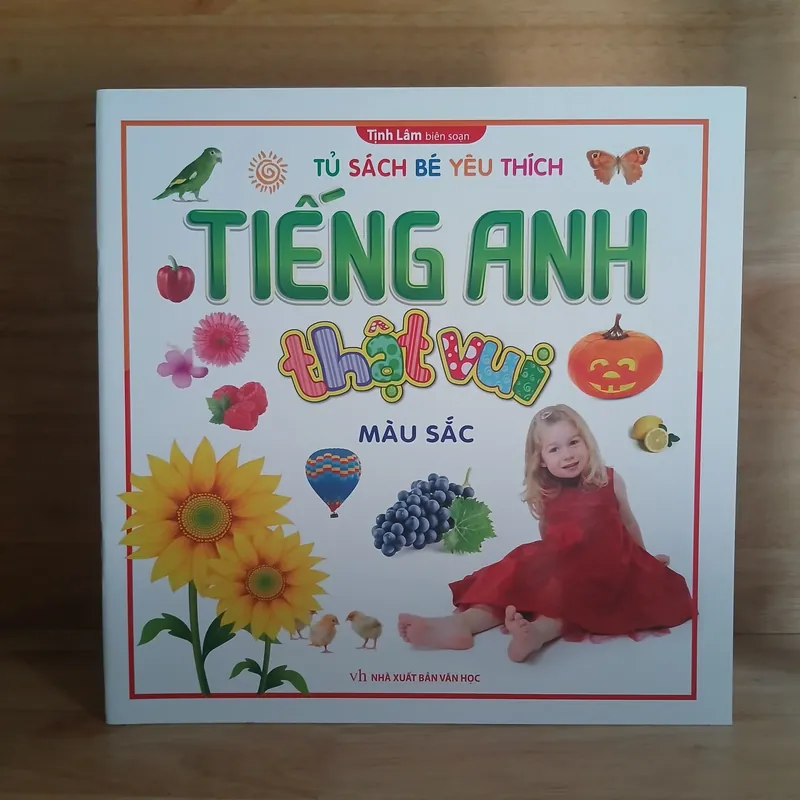 Tịnh Lâm biên soạn
TỦ SÁCH BÉ YÊU THÍCH
TIẾNG ANH
thật vui
MÀU SẮC
vh NHÀ XUẤT BẢN VĂN HỌC